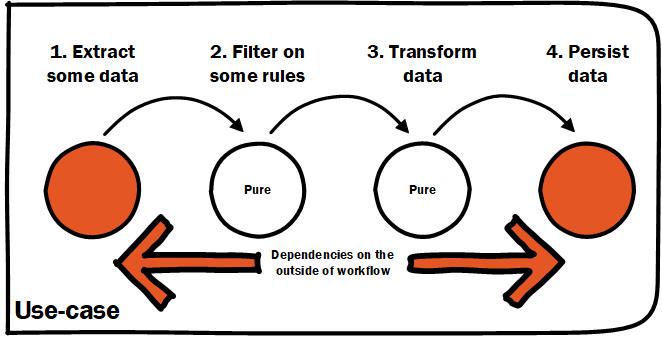 1. Extract
some data
2. Filter on
some rules
3. Transform
data
4. Persist
data
Pure
Pure
Dependencies on the
outside of workflow
Use-case